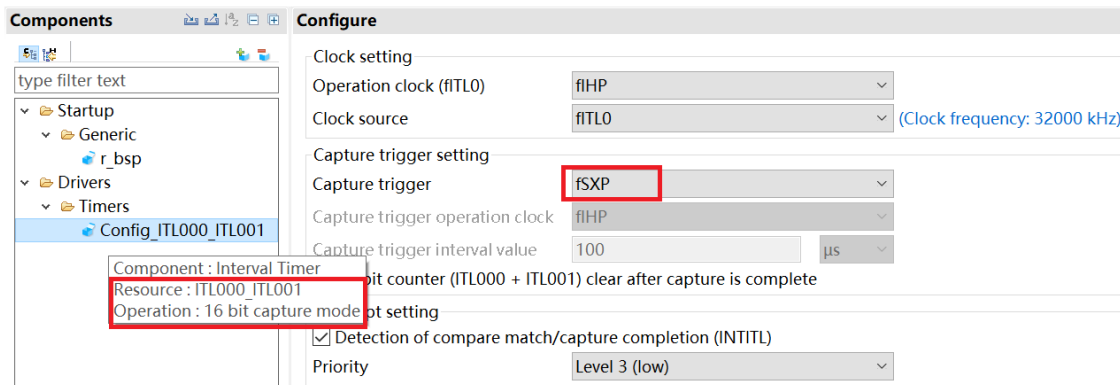 Components
Configure
type filter text
Startup
Generic
r_bsp
Drivers
Timers
Config_ITL000_ITL001
Component : Interval Timer
Resource : ITL000_ITL001
Operation : 16 bit capture mode
Clock setting
Operation clock (fITL0) fIHP
Clock source fITL0 (Clock frequency: 32000 kHz)
Capture trigger setting
Capture trigger fSXP
Capture trigger operation clock fIHP
Capture trigger interval value 100 µs
bit counter (ITL000 + ITL001) clear after capture is complete
pt setting
Detection of compare match/capture completion (INTITL)
Priority Level 3 (low)